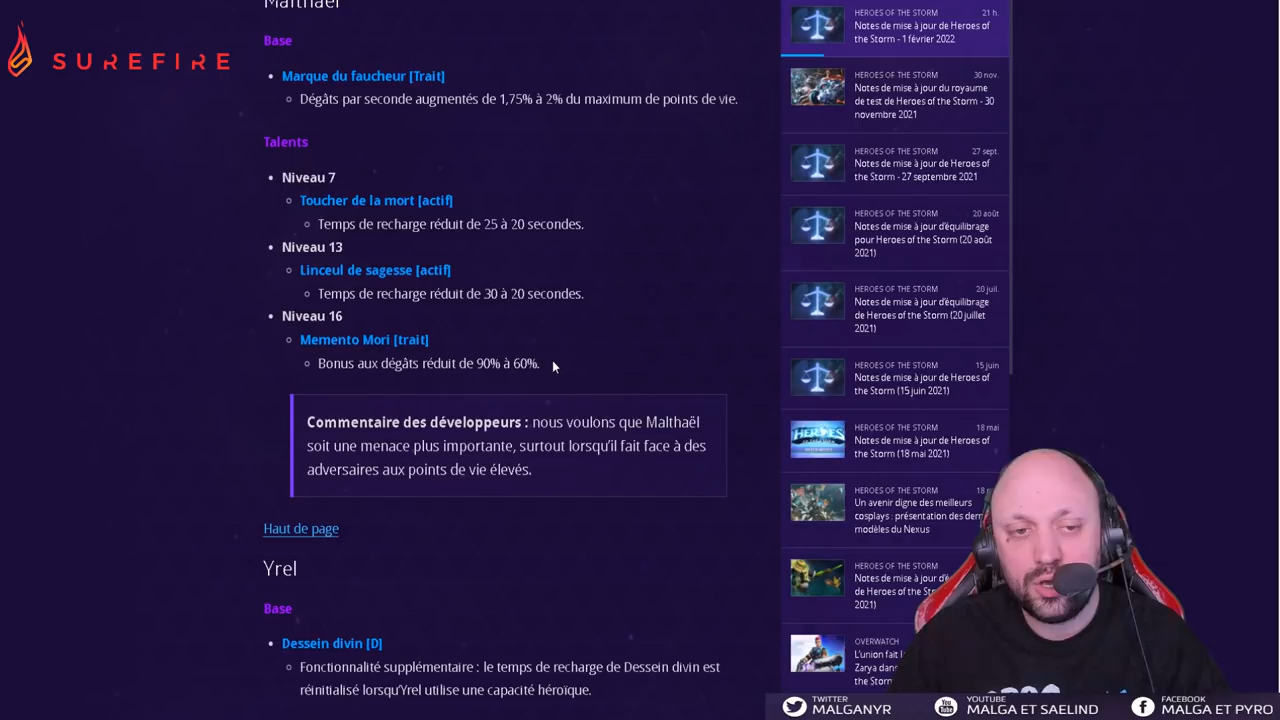 SUREFIRE
Malthaël
Base
Marque du faucheur [Trait]
Dégâts par seconde augmentés de 1,75% à 2% du maximum de points de vie.
Talents
Niveau 7
Toucher de la mort [actif]
Temps de recharge réduit de 25 à 20 secondes.
Niveau 13
Linceul de sagesse [actif]
Temps de recharge réduit de 30 à 20 secondes.
Niveau 16
Memento Mori [trait]
Bonus aux dégâts réduit de 90% à 60%.
Commentaire des développeurs : nous voulons que Malthaël
soit une menace plus importante, surtout lorsqu'il fait face à des
adversaires aux points de vie élevés.
Haut de page
Yrel
Base
Dessein divin [D]
Fonctionnalité supplémentaire : le temps de recharge de Dessein divin est
réinitialisé lorsqu'Yrel utilise une capacité héroïque.
HEROES OF THE STORM 21 h.
Notes de mise à jour de Heroes of
the Storm - 1 février 2022
HEROES OF THE STORM 30 nov.
Notes de mise à jour du royaume
de test de Heroes of the Storm - 30
novembre 2021
HEROES OF THE STORM 27 sept.
Notes de mise à jour de Heroes of
the Storm - 27 septembre 2021
HEROES OF THE STORM 20 août
Notes de mise à jour d'équilibrage
pour Heroes of the Storm (20 août
2021)
HEROES OF THE STORM 20 juil.
Notes de mise à jour d'équilibrage
de Heroes of the Storm (20 juillet
2021)
HEROES OF THE STORM 15 juin
Notes de mise à jour de Heroes of
the Storm (15 juin 2021)
HEROES OF THE STORM 18 mai
Notes de mise à jour de Heroes of
the Storm (18 mai 2021)
HEROES OF THE STORM 18
Un avenir digne des meilleurs
cosplays : présentation des
modèles du Nexus
HEROES OF THE
Notes de mise à jour
de Heroes of the
2021)
OVERWATCH
L'union fait
Zarya dans
the Storm
TWITTER
MALGANYR
YOUTUBE
MALGA ET SAELIND
FACEBOOK
MALGA ET PYRO